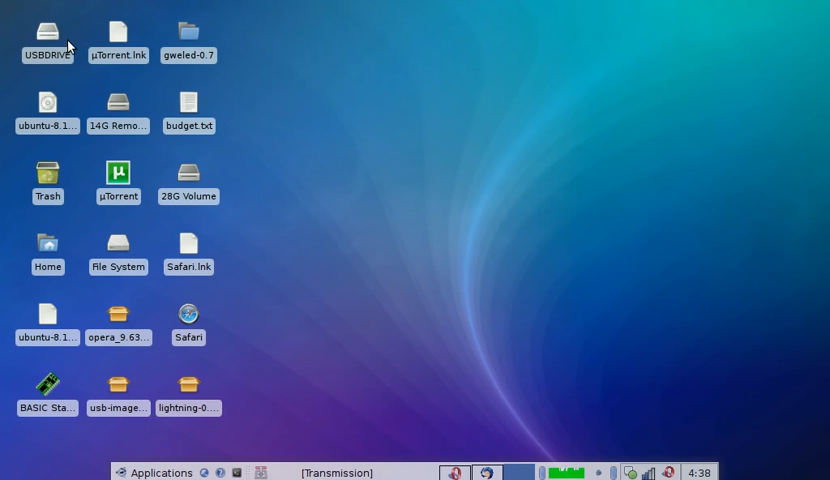 USBDRIVE
µTorrent.lnk
gweled-0.7
ubuntu-8.1...
14G Remo...
budget.txt
Trash
µTorrent
28G Volume
Home
File System
Safari.lnk
ubuntu-8.1...
opera_9.63...
Safari
BASIC Sta...
usb-image...
lightning-0....
Applications
[Transmission]
4:38